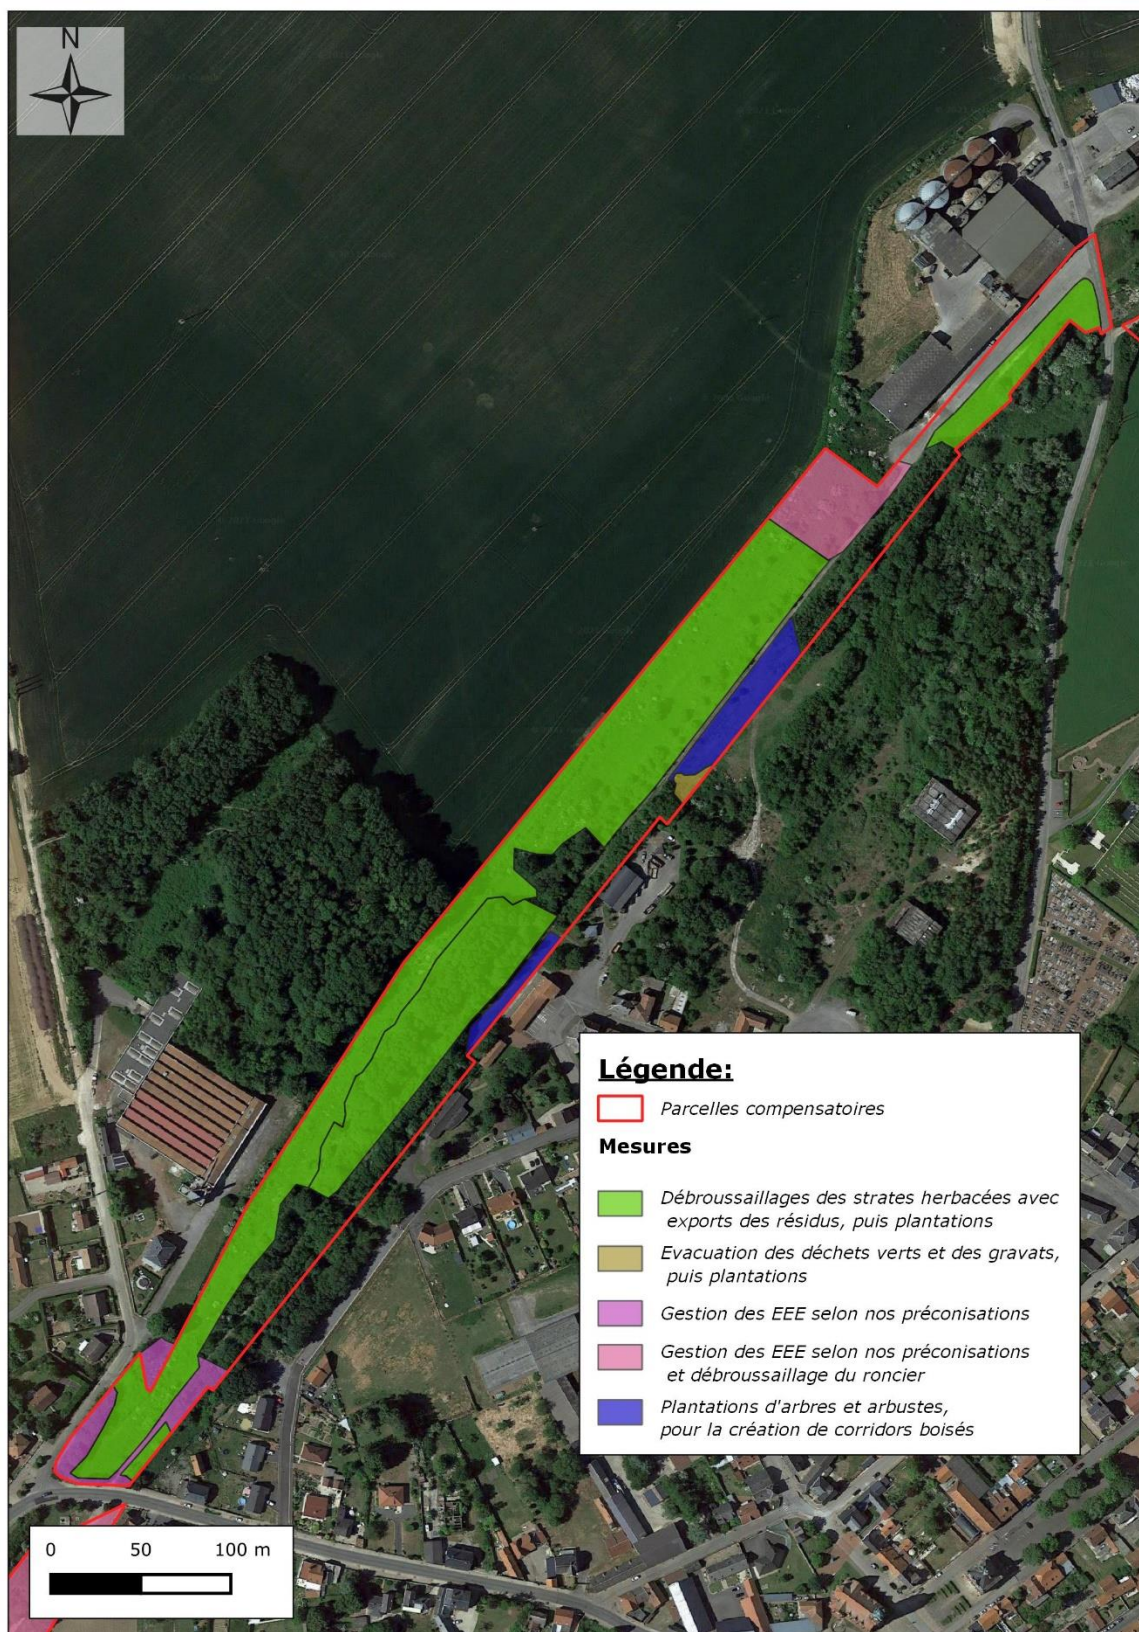 N
Légende:
Parcelles compensatoires
Mesures
Débroussaillages des strates herbacées avec
exports des résidus, puis plantations
Evacuation des déchets verts et des gravats,
puis plantations
Gestion des EEE selon nos préconisations
Gestion des EEE selon nos préconisations
et débroussaillage du roncier
Plantations d'arbres et arbustes,
pour la création de corridors boisés
0 50 100 m